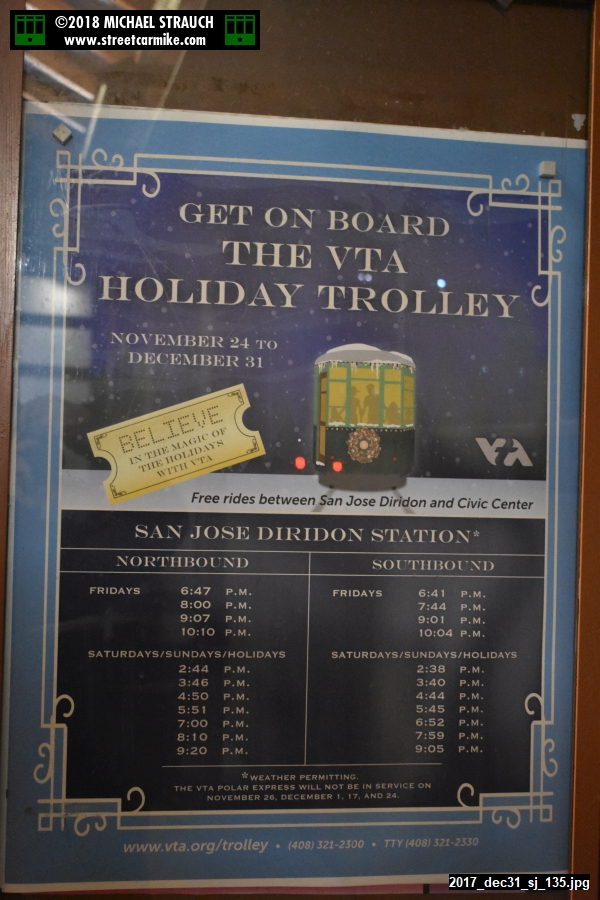 ©2018 MICHAEL STRAUCH
www.streetcarmike.com
GET ON BOARD
THE VTA
HOLIDAY TROLLEY
NOVEMBER 24 TO
DECEMBER 31
BELIEVE
IN THE MAGIC OF
THE HOLIDAYS
WITH VTA
VTA
Free rides between San Jose Diridon and Civic Center
SAN JOSE DIRIDON STATION*
NORTHBOUND
FRIDAYS 6:47 P.M.
8:00 P.M.
9:07 P.M.
10:10 P.M.
SATURDAYS/SUNDAYS/HOLIDAYS
2:44 P.M.
3:46 P.M.
4:50 P.M.
5:51 P.M.
7:00 P.M.
8:10 P.M.
9:20 P.M.
SOUTHBOUND
FRIDAYS 6:41 P.M.
7:44 P.M.
9:01 P.M.
10:04 P.M.
SATURDAYS/SUNDAYS/HOLIDAYS
2:38 P.M.
3:40 P.M.
4:44 P.M.
5:45 P.M.
6:52 P.M.
7:59 P.M.
9:05 P.M.
*WEATHER PERMITTING.
THE VTA POLAR EXPRESS WILL NOT BE IN SERVICE ON
NOVEMBER 26, DECEMBER 1, 17, AND 24.
www.vta.org/trolley • (408) 321-2300 • TTY (408) 321-2330
2017_dec31_sj_135.jpg